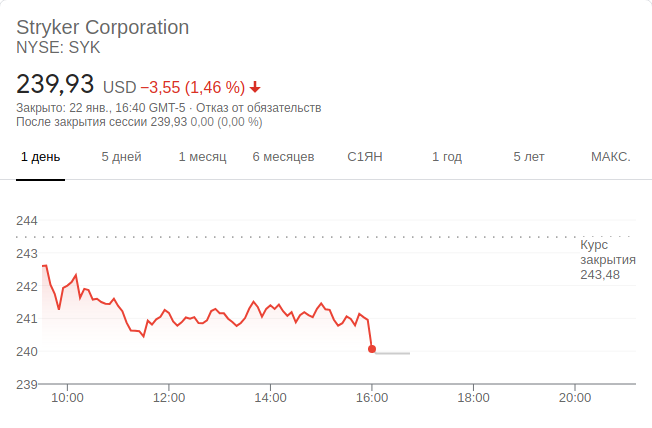 Stryker Corporation
NYSE: SYK
239,93 USD −3,55 (1,46 %)
Закрыто: 22 янв., 16:40 GMT-5 · Отказ от обязательств
После закрытия сессии 239,93 0,00 (0,00 %)
1 день 5 дней 1 месяц 6 месяцев С1ЯН 1 год 5 лет МАКС.
244
Курс
закрытия
243,48
243
242
241
240
239
10:00 12:00 14:00 16:00 18:00 20:00